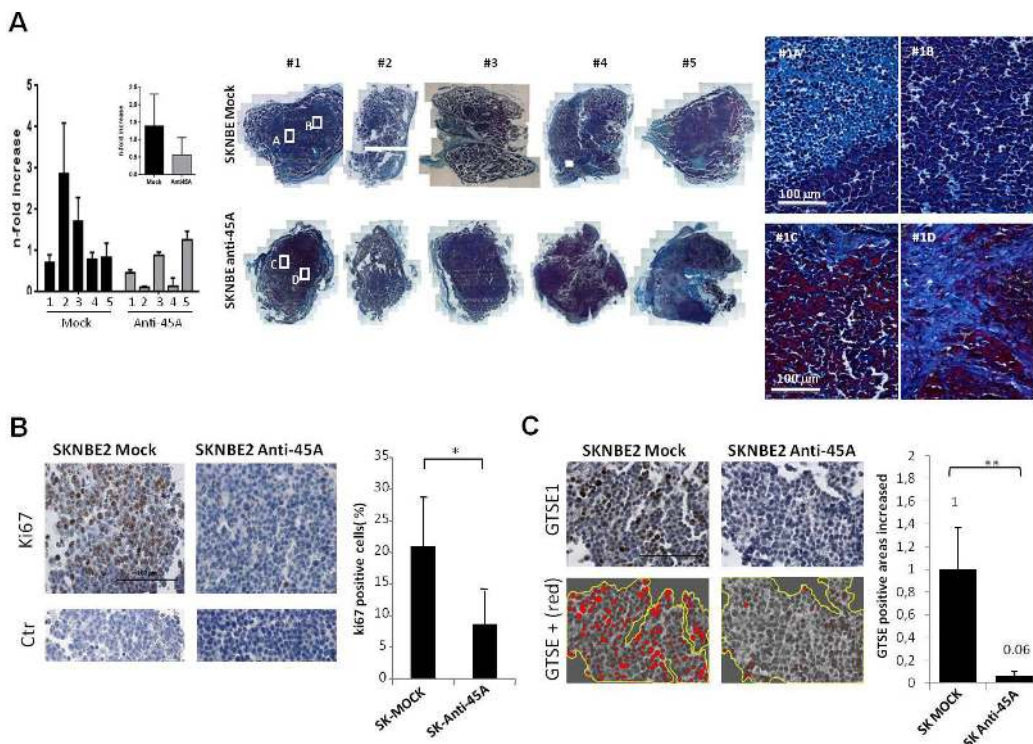 A
n-fold increase
5
4
3
2
1
0
1 2 3 4 5 1 2 3 4 5
Mock Anti-45A
n-fold increase
Mock Anti45A
#1 #2 #3 #4 #5
SKNBE Mock
A B
SKNBE anti-45A
C D
#1A #1B
100 µm
#1C #1D
100 µm
B
SKNBE2 Mock SKNBE2 Anti-45A
Ki67
Ctr
ki67 positive cells(%)
35
30
25
20
15
10
5
0
*
SK-MOCK
SK-Anti-45A
C
SKNBE2 Mock SKNBE2 Anti-45A
GTSE1
GTSE + (red)
GTSE positive areas increased
2
1,8
1,6
1,4
1,2
1
0,8
0,6
0,4
0,2
0
**
1
0.06
SK MOCK
SK Anti-45A